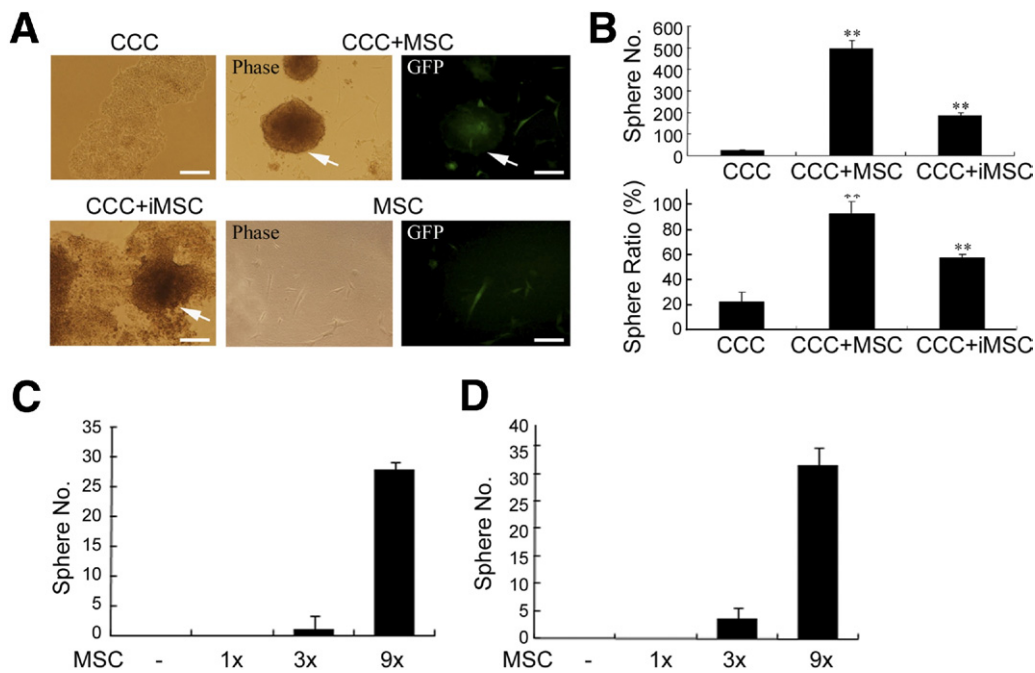 A
CCC
CCC+MSC
Phase
GFP
CCC+iMSC
MSC
Phase
GFP
B
Sphere No.
600
500
400
300
200
100
0
**
**
CCC
CCC+MSC
CCC+iMSC
Sphere Ratio (%)
100
80
60
40
20
0
**
**
CCC
CCC+MSC
CCC+iMSC
C
Sphere No.
35
30
25
20
15
10
5
0
MSC - 1x 3x 9x
D
Sphere No.
40
35
30
25
20
15
10
5
0
MSC - 1x 3x 9x